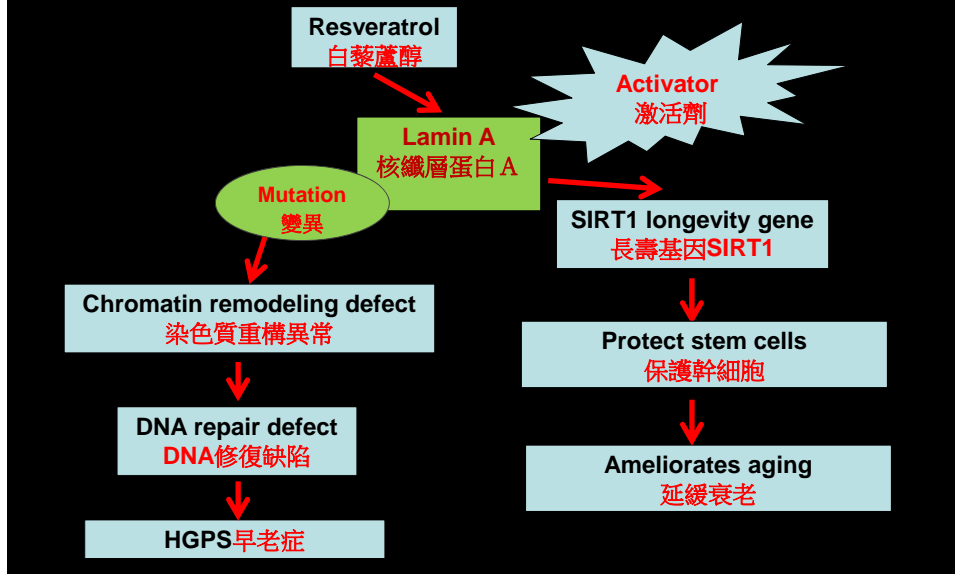 Resveratrol
白藜蘆醇
Activator
激活劑
Lamin A
核纖層蛋白A
Mutation
變異
SIRT1 longevity gene
長壽基因SIRT1
Chromatin remodeling defect
染色質重構異常
Protect stem cells
保護幹細胞
DNA repair defect
DNA修復缺陷
Ameliorates aging
延緩衰老
HGPS早老症